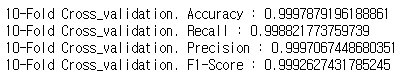 10-Fold Cross_validation. Accuracy : 0.9997879196188861
10-Fold Cross_validation. Recall : 0.998821773759739
10-Fold Cross_validation. Precision : 0.9997067448680351
10-Fold Cross_validation. F1-Score : 0.9992627431785245